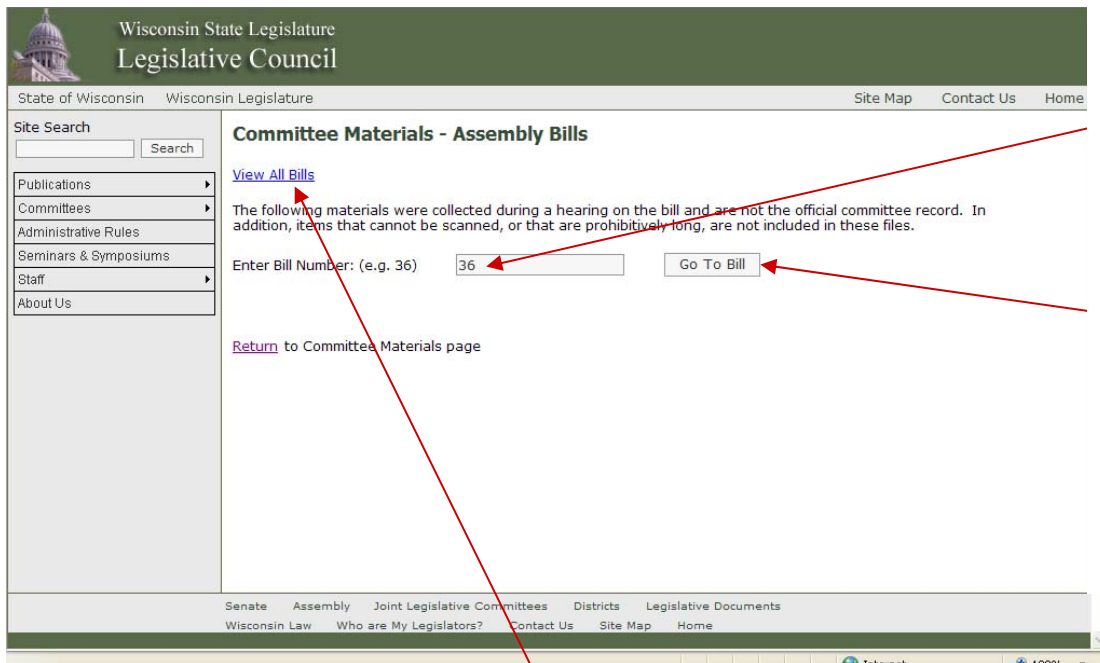 Wisconsin State Legislature
Legislative Council
State of Wisconsin Wisconsin Legislature Site Map Contact Us Home
Site Search
Search
Publications
Committees
Administrative Rules
Seminars & Symposiums
Staff
About Us
Committee Materials - Assembly Bills
View All Bills
The following materials were collected during a hearing on the bill and are not the official committee record. In
addition, items that cannot be scanned, or that are prohibitively long, are not included in these files.
Enter Bill Number: (e.g. 36) 36 Go To Bill
Return to Committee Materials page
Senate Assembly Joint Legislative Committees Districts Legislative Documents
Wisconsin Law Who are My Legislators? Contact Us Site Map Home